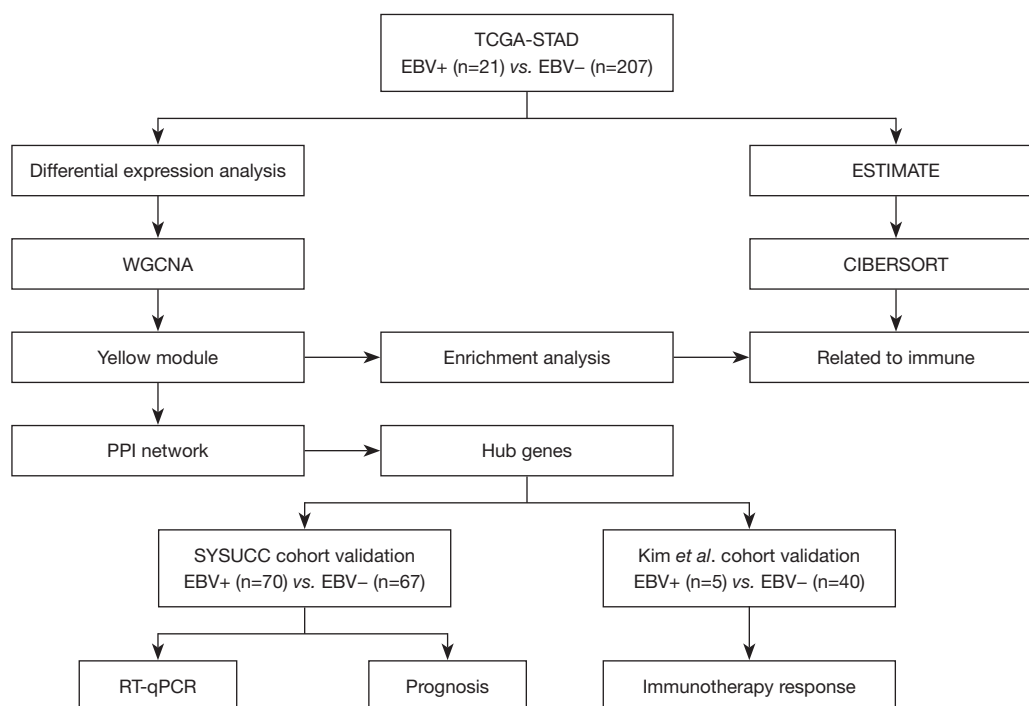 TCGA-STAD
EBV+ (n=21) vs. EBV− (n=207)
Differential expression analysis
ESTIMATE
WGCNA
CIBERSORT
Yellow module
Enrichment analysis
Related to immune
PPI network
Hub genes
SYSUCC cohort validation
EBV+ (n=70) vs. EBV− (n=67)
Kim et al. cohort validation
EBV+ (n=5) vs. EBV− (n=40)
RT-qPCR
Prognosis
Immunotherapy response